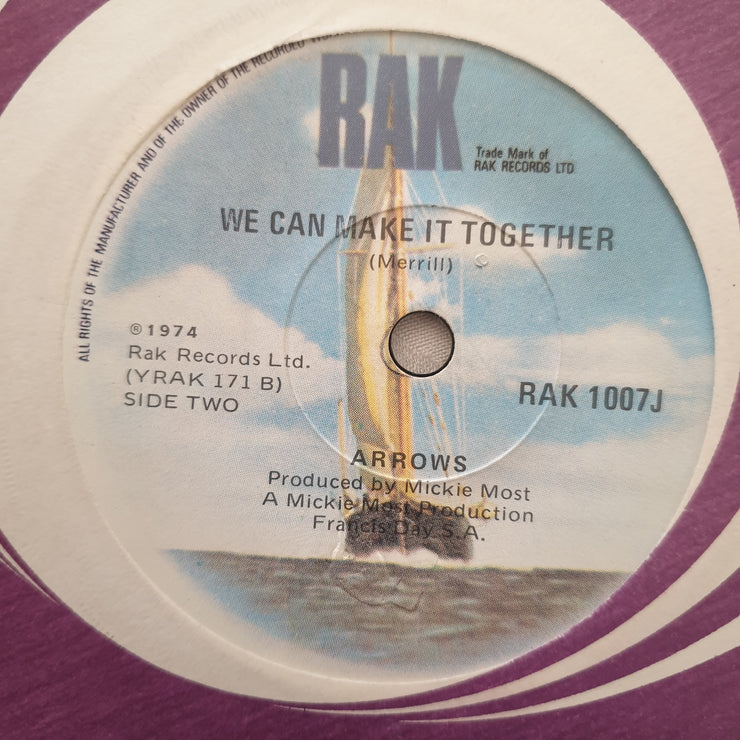 ALL RIGHTS OF THE MANUFACTURER AND OF THE OWNER OF THE RECORDED
RAK
Trade Mark of
RAK RECORDS LTD
WE CAN MAKE IT TOGETHER
(Merrill)
℗1974
Rak Records Ltd.
(YRAK 171 B)
SIDE TWO
RAK 1007J
ARROWS
Produced by Mickie Most
A Mickie Most Production
Francis Day S.A.